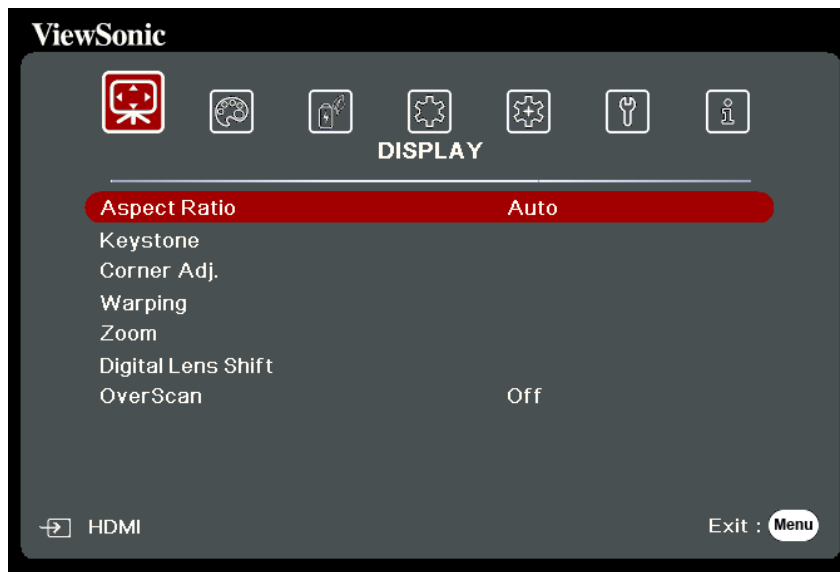 ViewSonic
DISPLAY
Aspect Ratio Auto
Keystone
Corner Adj.
Warping
Zoom
Digital Lens Shift
OverScan Off
HDMI Exit : Menu